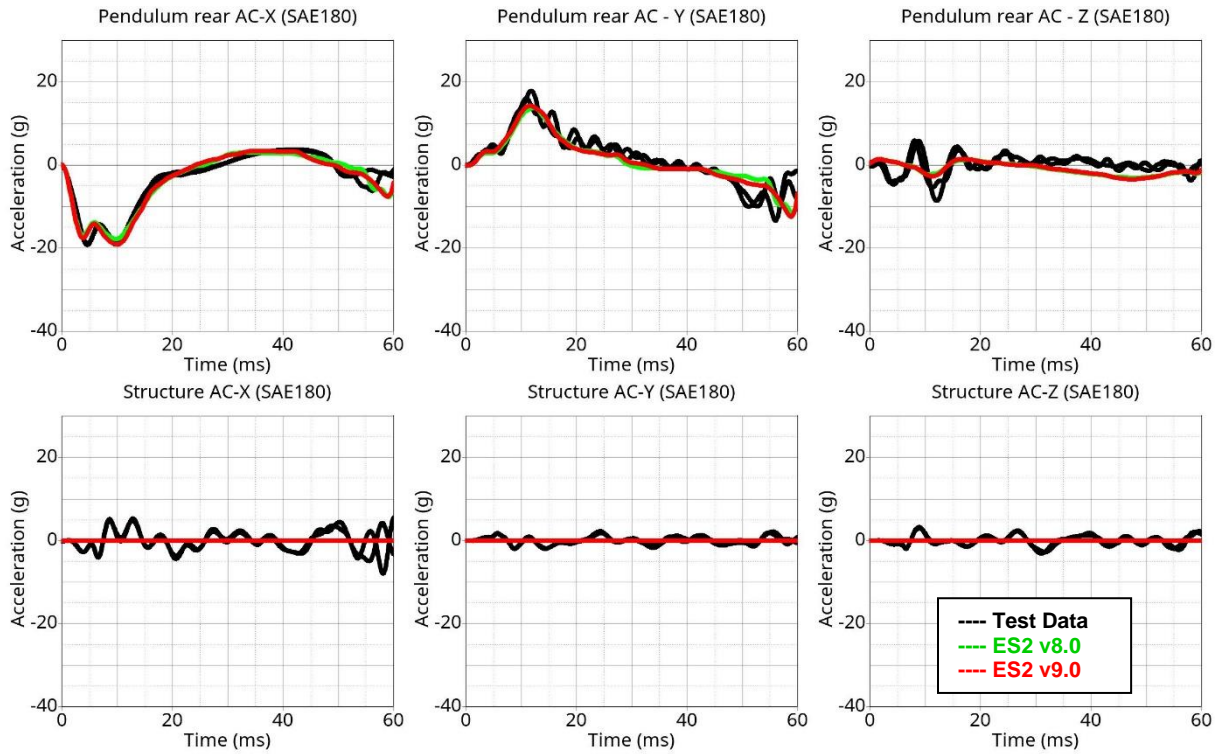 Pendulum rear AC-X (SAE180)
Pendulum rear AC - Y (SAE180)
Pendulum rear AC - Z (SAE180)
Acceleration (g)
20
0
-20
-40
0
20
40
60
Time (ms)
Acceleration (g)
20
0
-20
-40
0
20
40
60
Time (ms)
Acceleration (g)
20
0
-20
-40
0
20
40
60
Time (ms)
Structure AC-X (SAE180)
Structure AC-Y (SAE180)
Structure AC-Z (SAE180)
Acceleration (g)
20
0
-20
-40
0
20
40
60
Time (ms)
Acceleration (g)
20
0
-20
-40
0
20
40
60
Time (ms)
Acceleration (g)
20
0
-20
-40
0
20
40
60
Time (ms)
---- Test Data
---- ES2 v8.0
---- ES2 v9.0